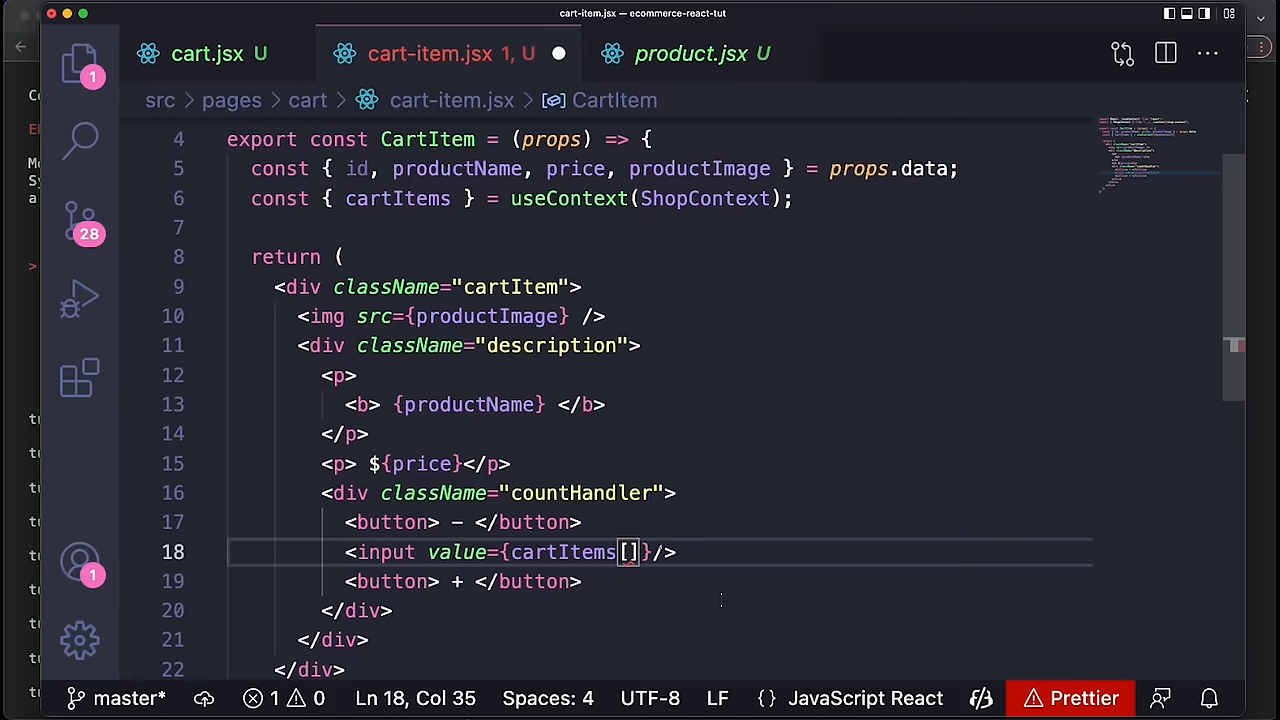 cart-item.jsx — ecommerce-react-tut
cart.jsx U
cart-item.jsx 1, U
product.jsx U
src > pages > cart > cart-item.jsx > CartItem
4 export const CartItem = (props) => {
5 const { id, productName, price, productImage } = props.data;
6 const { cartItems } = useContext(ShopContext);
7
8 return (
9 <div className="cartItem">
10 <img src={productImage} />
11 <div className="description">
12 <p>
13 <b> {productName} </b>
14 </p>
15 <p> ${price}</p>
16 <div className="countHandler">
17 <button> - </button>
18 <input value={cartItems[]}/>
19 <button> + </button>
20 </div>
21 </div>
22 </div>
1
28
1
master* 1 0 Ln 18, Col 35 Spaces: 4 UTF-8 LF {} JavaScript React Prettier